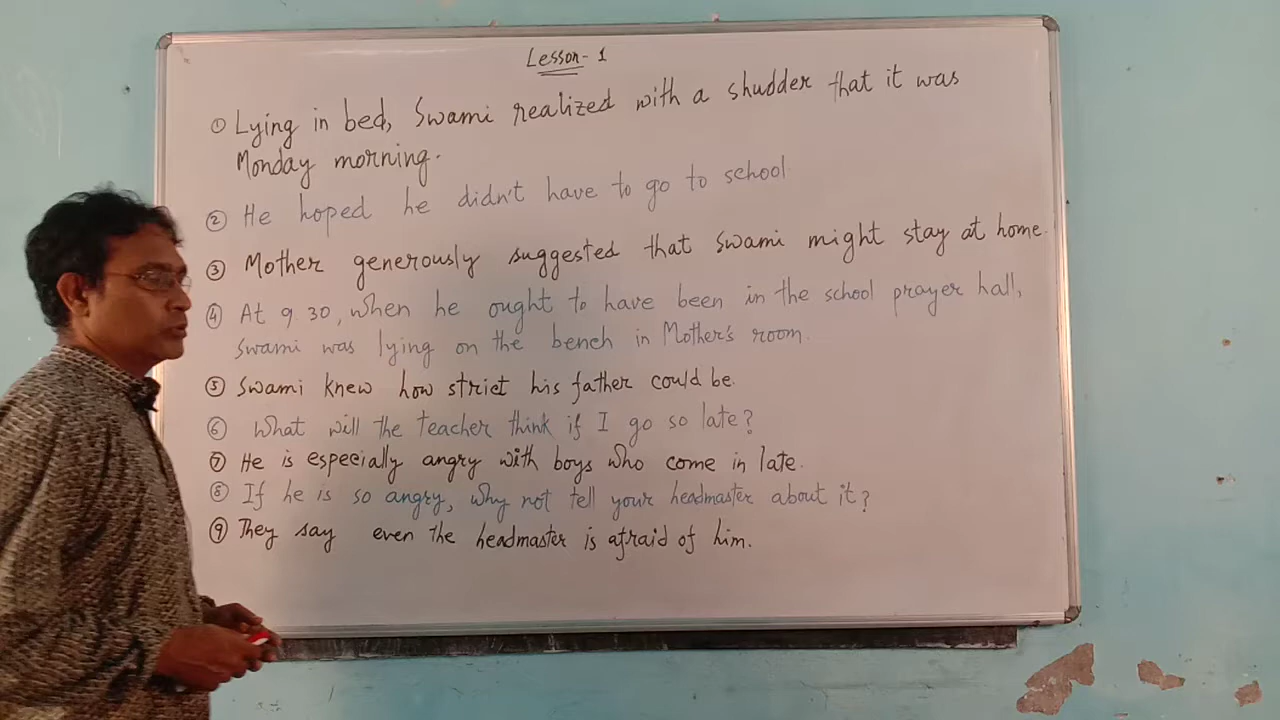 Lesson-1
① Lying in bed, Swami realized with a shudder that it was
Monday morning.
② He hoped he didn't have to go to school.
③ Mother generously suggested that Swami might stay at home.
④ At 9.30, when he ought to have been in the school prayer hall,
Swami was lying on the bench in Mother's room.
⑤ Swami knew how strict his father could be.
⑥ What will the teacher think if I go so late?
⑦ He is especially angry with boys who come in late.
⑧ If he is so angry, why not tell your headmaster about it?
⑨ They say even the headmaster is afraid of him.